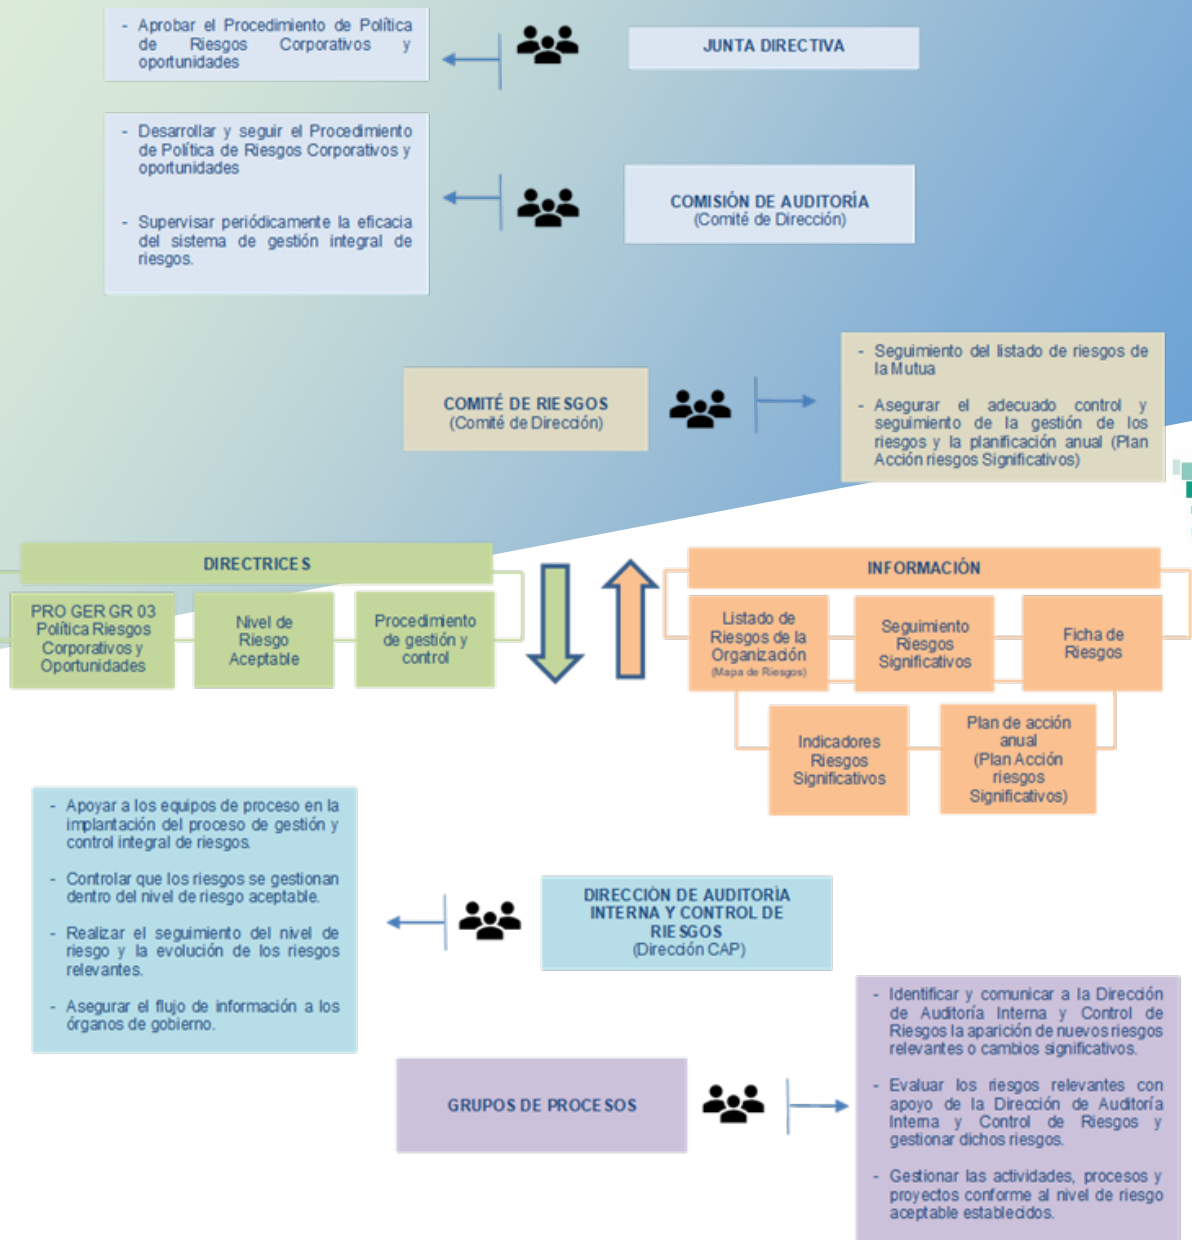 - Aprobar el Procedimiento de Política
de Riesgos Corporativos y
oportunidades
JUNTA DIRECTIVA
- Desarrollar y seguir el Procedimiento
de Política de Riesgos Corporativos y
oportunidades
- Supervisar periódicamente la eficacia
del sistema de gestión integral de
riesgos.
COMISIÓN DE AUDITORÍA
(Comité de Dirección)
COMITÉ DE RIESGOS
(Comité de Dirección)
- Seguimiento del listado de riesgos de
la Mutua
- Asegurar el adecuado control y
seguimiento de la gestión de los
riesgos y la planificación anual (Plan
Acción riesgos Significativos)
DIRECTRICES
PRO GER GR 03
Política Riesgos
Corporativos y
Oportunidades
Nivel de
Riesgo
Aceptable
Procedimiento
de gestión y
control
INFORMACIÓN
Listado de
Riesgos de la
Organización
(Mapa de Riesgos)
Seguimiento
Riesgos
Significativos
Ficha de
Riesgos
Indicadores
Riesgos
Significativos
Plan de acción
anual
(Plan Acción
riesgos
Significativos)
- Apoyar a los equipos de proceso en la
implantación del proceso de gestión y
control integral de riesgos.
- Controlar que los riesgos se gestionan
dentro del nivel de riesgo aceptable.
- Realizar el seguimiento del nivel de
riesgo y la evolución de los riesgos
relevantes.
- Asegurar el flujo de información a los
órganos de gobierno.
DIRECCIÓN DE AUDITORÌA
INTERNA Y CONTROL DE
RIESGOS
(Dirección CAP)
GRUPOS DE PROCESOS
- Identificar y comunicar a la Dirección
de Auditoría Interna y Control de
Riesgos la aparición de nuevos riesgos
relevantes o cambios significativos.
- Evaluar los riesgos relevantes con
apoyo de la Dirección de Auditoría
Interna y Control de Riesgos y
gestionar dichos riesgos.
- Gestionar las actividades, procesos y
proyectos conforme al nivel de riesgo
aceptable establecidos.